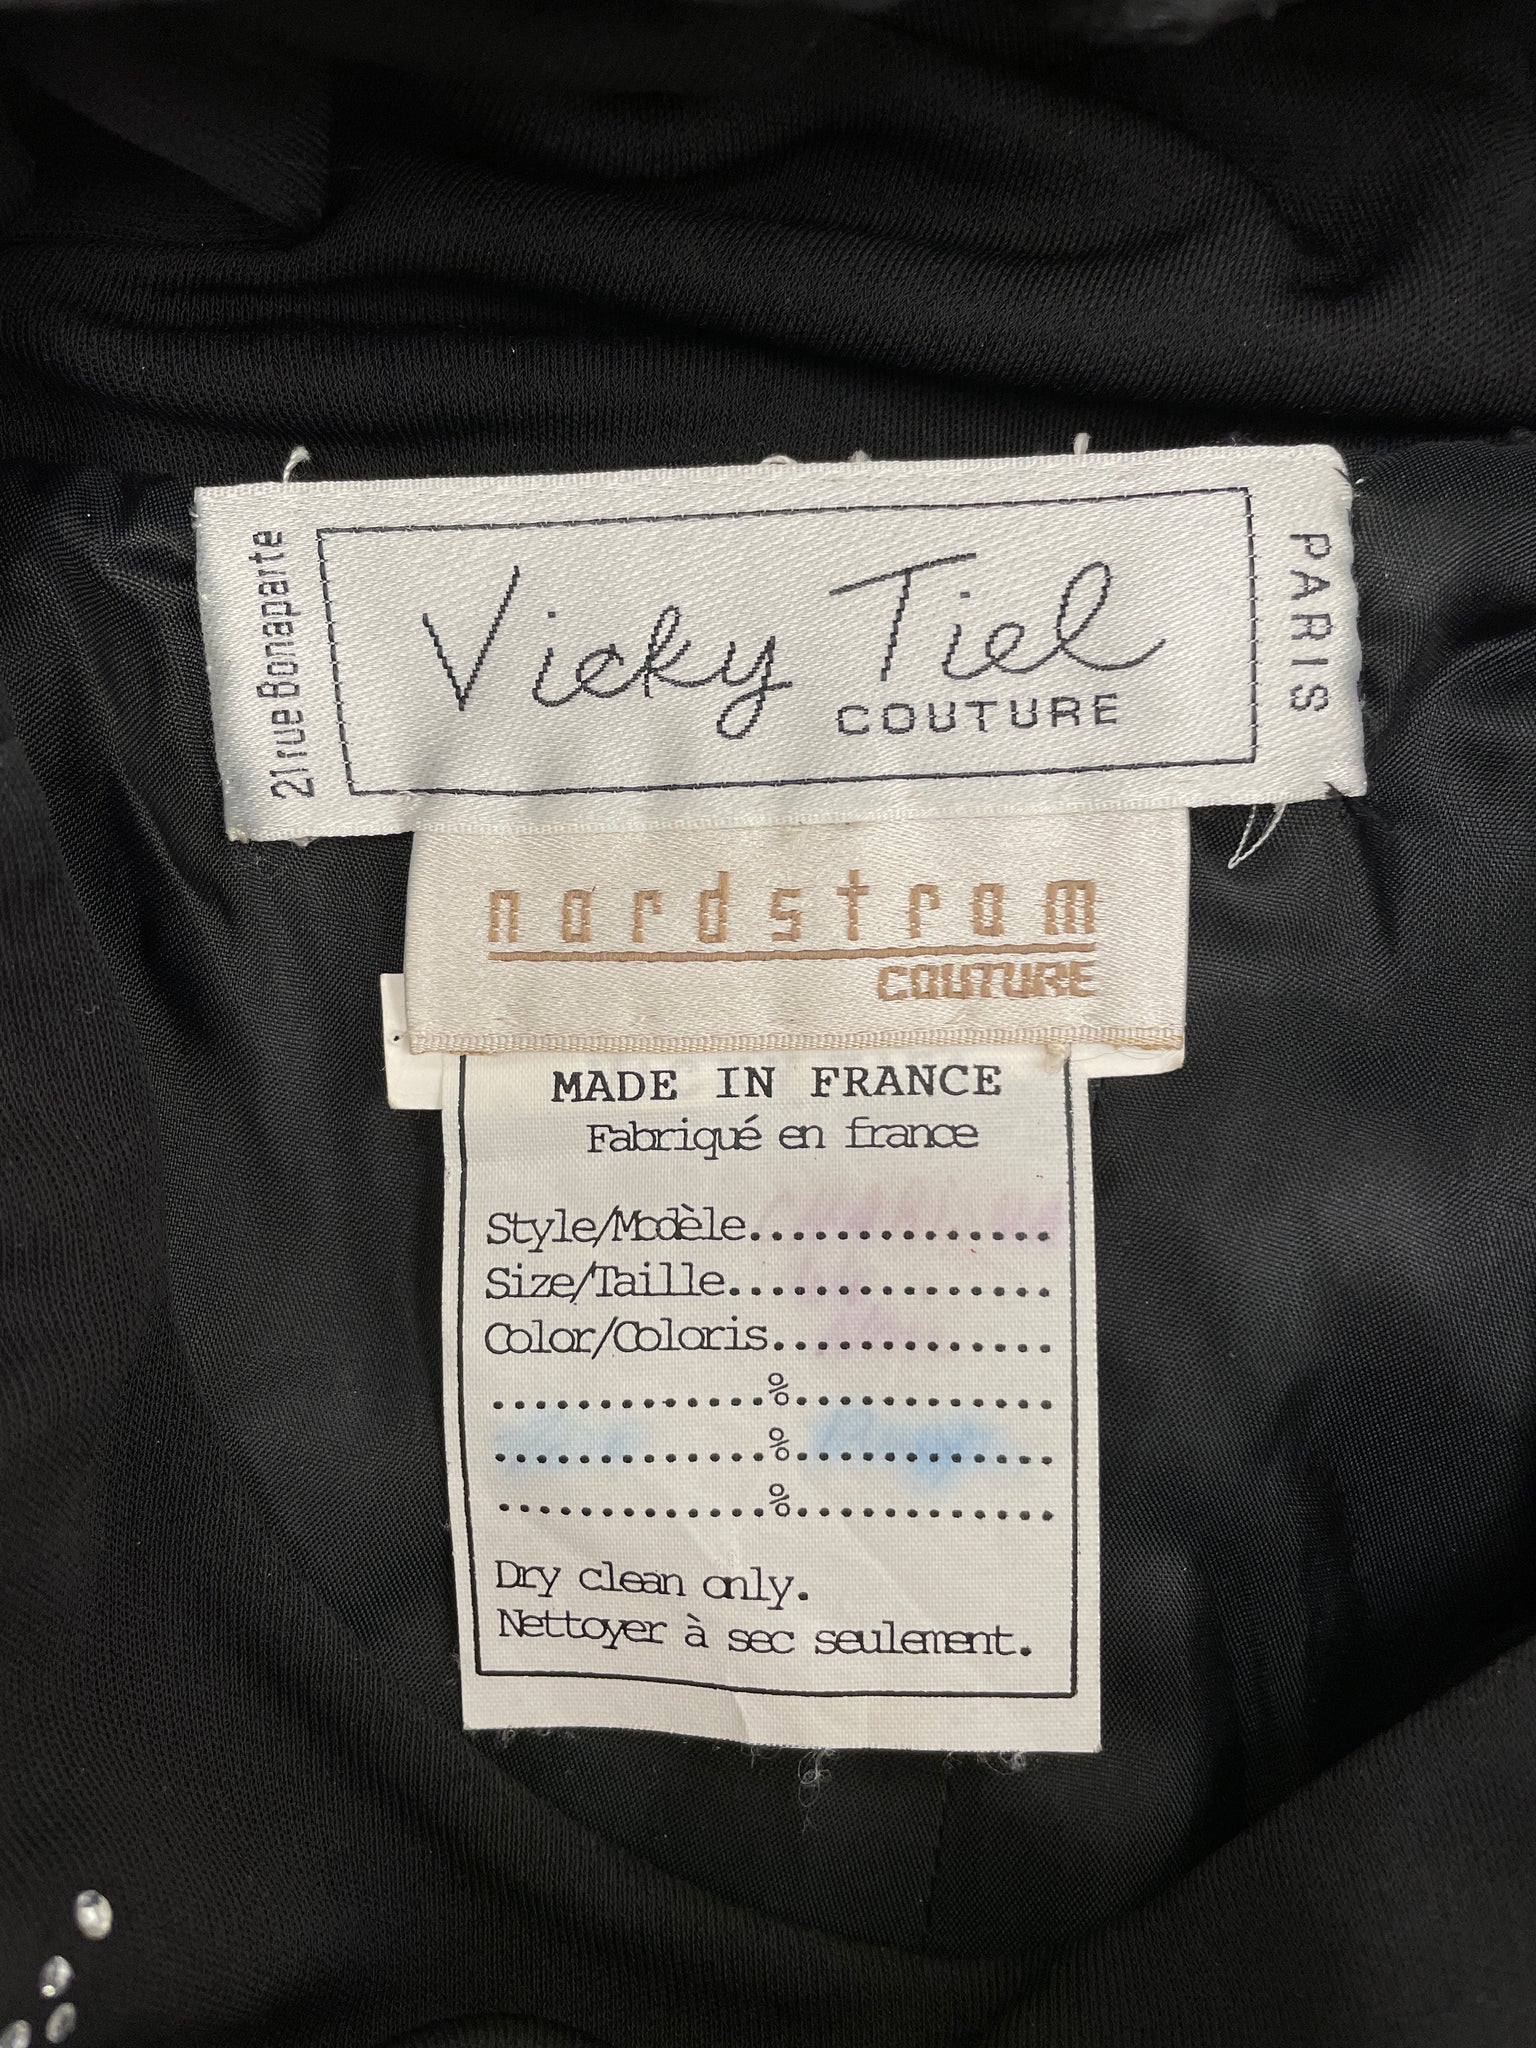 21 rue Bonaparte
Vicky Tiel
COUTURE
PARIS
nordstrom
COUTURE
MADE IN FRANCE
Fabriqué en france
Style/Modèle..............
Size/Taille...............
Color/Coloris.............
.............%............
.............%............
.............%............
Dry clean only.
Nettoyer à sec seulement.